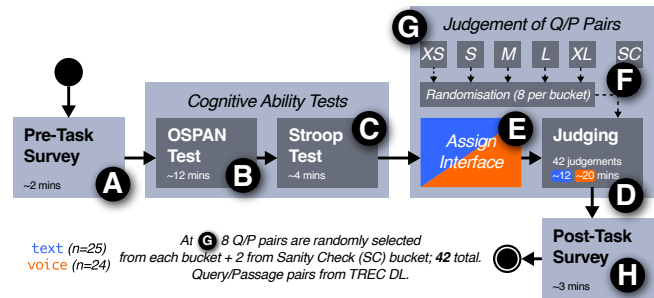 G
Judgement of Q/P Pairs
XS
S
M
L
XL
SC
F
Randomisation (8 per bucket)
Cognitive Ability Tests
Pre-Task
Survey
~2 mins
A
OSPAN
Test
~12 mins
B
Stroop
Test
~4 mins
C
Assign
Interface
E
Judging
42 judgements
~12 ~20 mins
D
text (n=25)
voice (n=24)
At G 8 Q/P pairs are randomly selected
from each bucket + 2 from Sanity Check (SC) bucket; 42 total.
Query/Passage pairs from TREC DL.
Post-Task
Survey
~3 mins
H